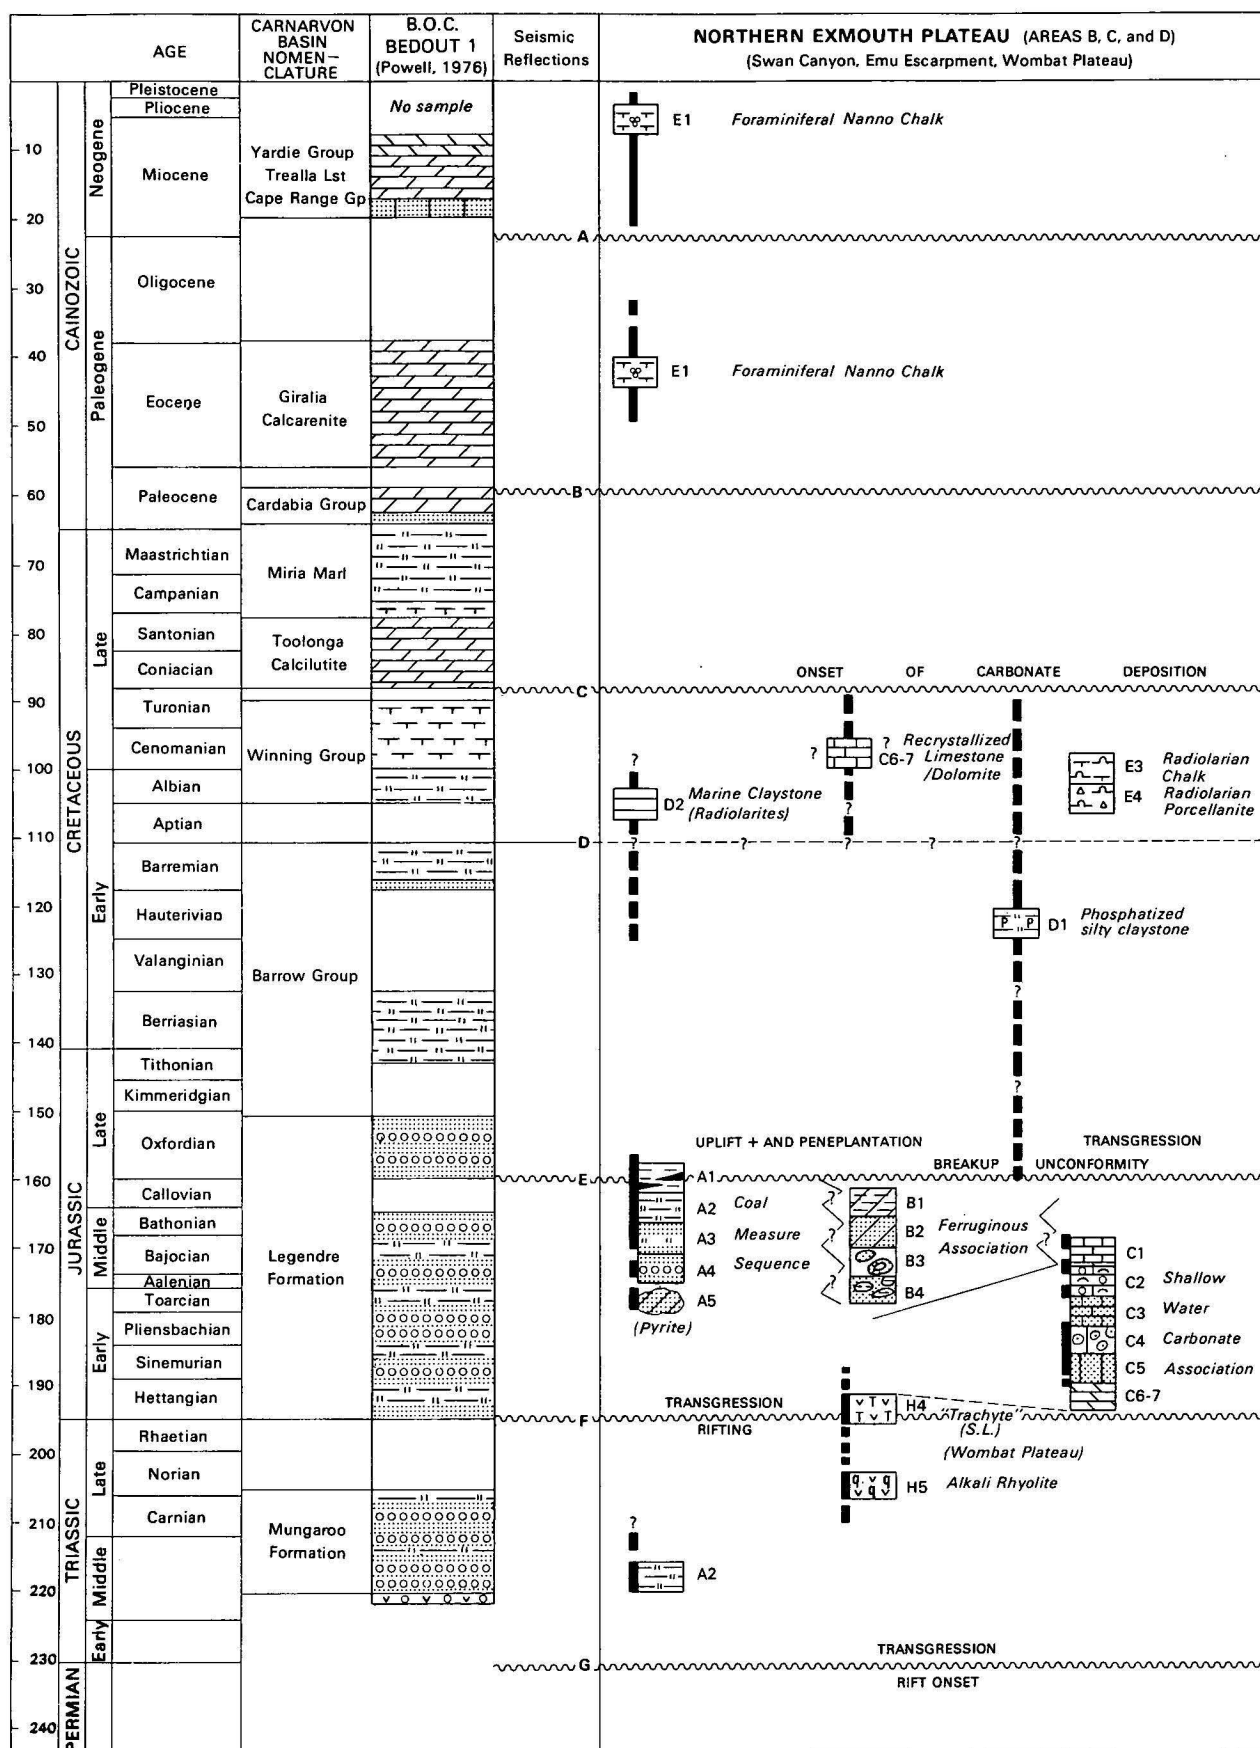 AGE
CARNARVON
BASIN
NOMEN–
CLATURE
B.O.C.
BEDOUT 1
(Powell, 1976)
Seismic
Reflections
NORTHERN EXMOUTH PLATEAU (AREAS B, C, and D)
(Swan Canyon, Emu Escarpment, Wombat Plateau)
10
20
30
40
50
60
70
80
90
100
110
120
130
140
150
160
170
180
190
200
210
220
230
240
CAINOZOIC
CRETACEOUS
JURASSIC
TRIASSIC
PERMIAN
Neogene
Paleogene
Late
Early
Late
Middle
Early
Late
Middle
Early
Pleistocene
Pliocene
Miocene
Oligocene
Eocene
Paleocene
Maastrichtian
Campanian
Santonian
Coniacian
Turonian
Cenomanian
Albian
Aptian
Barremian
Hauterivian
Valanginian
Berriasian
Tithonian
Kimmeridgian
Oxfordian
Callovian
Bathonian
Bajocian
Aalenian
Toarcian
Pliensbachian
Sinemurian
Hettangian
Rhaetian
Norian
Carnian
Yardie Group
Trealla Lst
Cape Range Gp
Giralia
Calcarenite
Cardabia Group
Miria Marl
Toolonga
Calcilutite
Winning Group
Barrow Group
Legendre
Formation
Mungaroo
Formation
No sample
A
B
C
D
E
F
G
E1 Foraminiferal Nanno Chalk
E1 Foraminiferal Nanno Chalk
ONSET OF CARBONATE DEPOSITION
? ? Recrystallized
C6-7 Limestone
/Dolomite
?
E3 Radiolarian
Chalk
E4 Radiolarian
Porcellanite
?
D2 Marine Claystone
(Radiolarites)
? ? ? ? ?
P P D1 Phosphatized
silty claystone
?
?
UPLIFT + AND PENEPLANTATION TRANSGRESSION
BREAKUP UNCONFORMITY
A1
A2 Coal
A3 Measure
A4 Sequence
A5
(Pyrite)
? ?
B1
B2 Ferruginous
B3 Association
B4
?
C1
C2 Shallow
C3 Water
C4 Carbonate
C5 Association
C6-7
TRANSGRESSION
RIFTING
v T v
T v T
H4 "Trachyte"
(S.L.)
(Wombat Plateau)
q v q
v q v
H5 Alkali Rhyolite
?
A2
v o v o v
TRANSGRESSION
RIFT ONSET